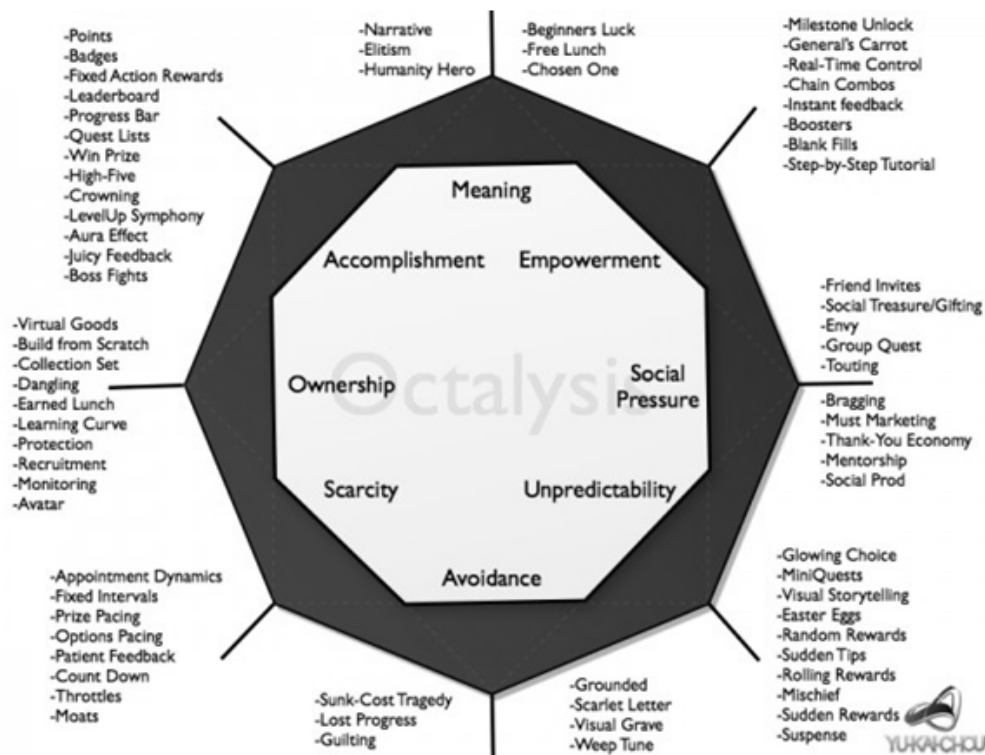 -Narrative
-Elitism
-Humanity Hero
-Beginners Luck
-Free Lunch
-Chosen One
-Points
-Badges
-Fixed Action Rewards
-Leaderboard
-Progress Bar
-Quest Lists
-Win Prize
-High-Five
-Crowning
-LevelUp Symphony
-Aura Effect
-Juicy Feedback
-Boss Fights
-Milestone Unlock
-General's Carrot
-Real-Time Control
-Chain Combos
-Instant feedback
-Boosters
-Blank Fills
-Step-by-Step Tutorial
Meaning
Accomplishment
Empowerment
Ownership
Octalysis
Social
Pressure
Scarcity
Unpredictability
Avoidance
-Virtual Goods
-Build from Scratch
-Collection Set
-Dangling
-Earned Lunch
-Learning Curve
-Protection
-Recruitment
-Monitoring
-Avatar
-Friend Invites
-Social Treasure/Gifting
-Envy
-Group Quest
-Touting
-Bragging
-Must Marketing
-Thank-You Economy
-Mentorship
-Social Prod
-Appointment Dynamics
-Fixed Intervals
-Prize Pacing
-Options Pacing
-Patient Feedback
-Count Down
-Throttles
-Moats
-Sunk-Cost Tragedy
-Lost Progress
-Guilting
-Grounded
-Scarlet Letter
-Visual Grave
-Weep Tune
-Glowing Choice
-MiniQuests
-Visual Storytelling
-Easter Eggs
-Random Rewards
-Sudden Tips
-Rolling Rewards
-Mischief
-Sudden Rewards
-Suspense
YU-KAI CHOU